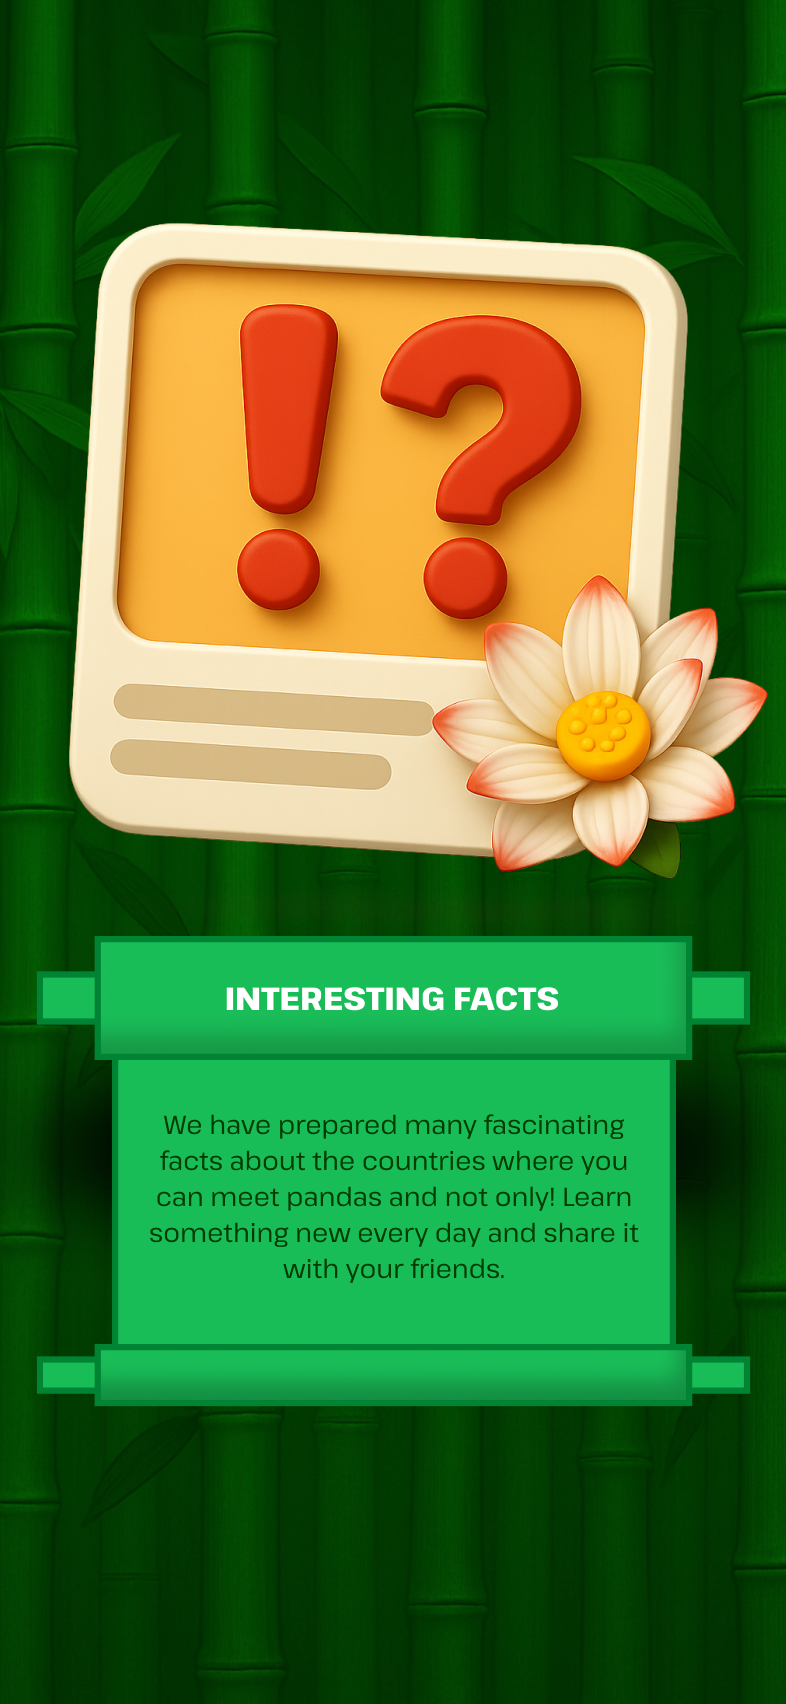 !?
INTERESTING FACTS
We have prepared many fascinating
facts about the countries where you
can meet pandas and not only! Learn
something new every day and share it
with your friends.